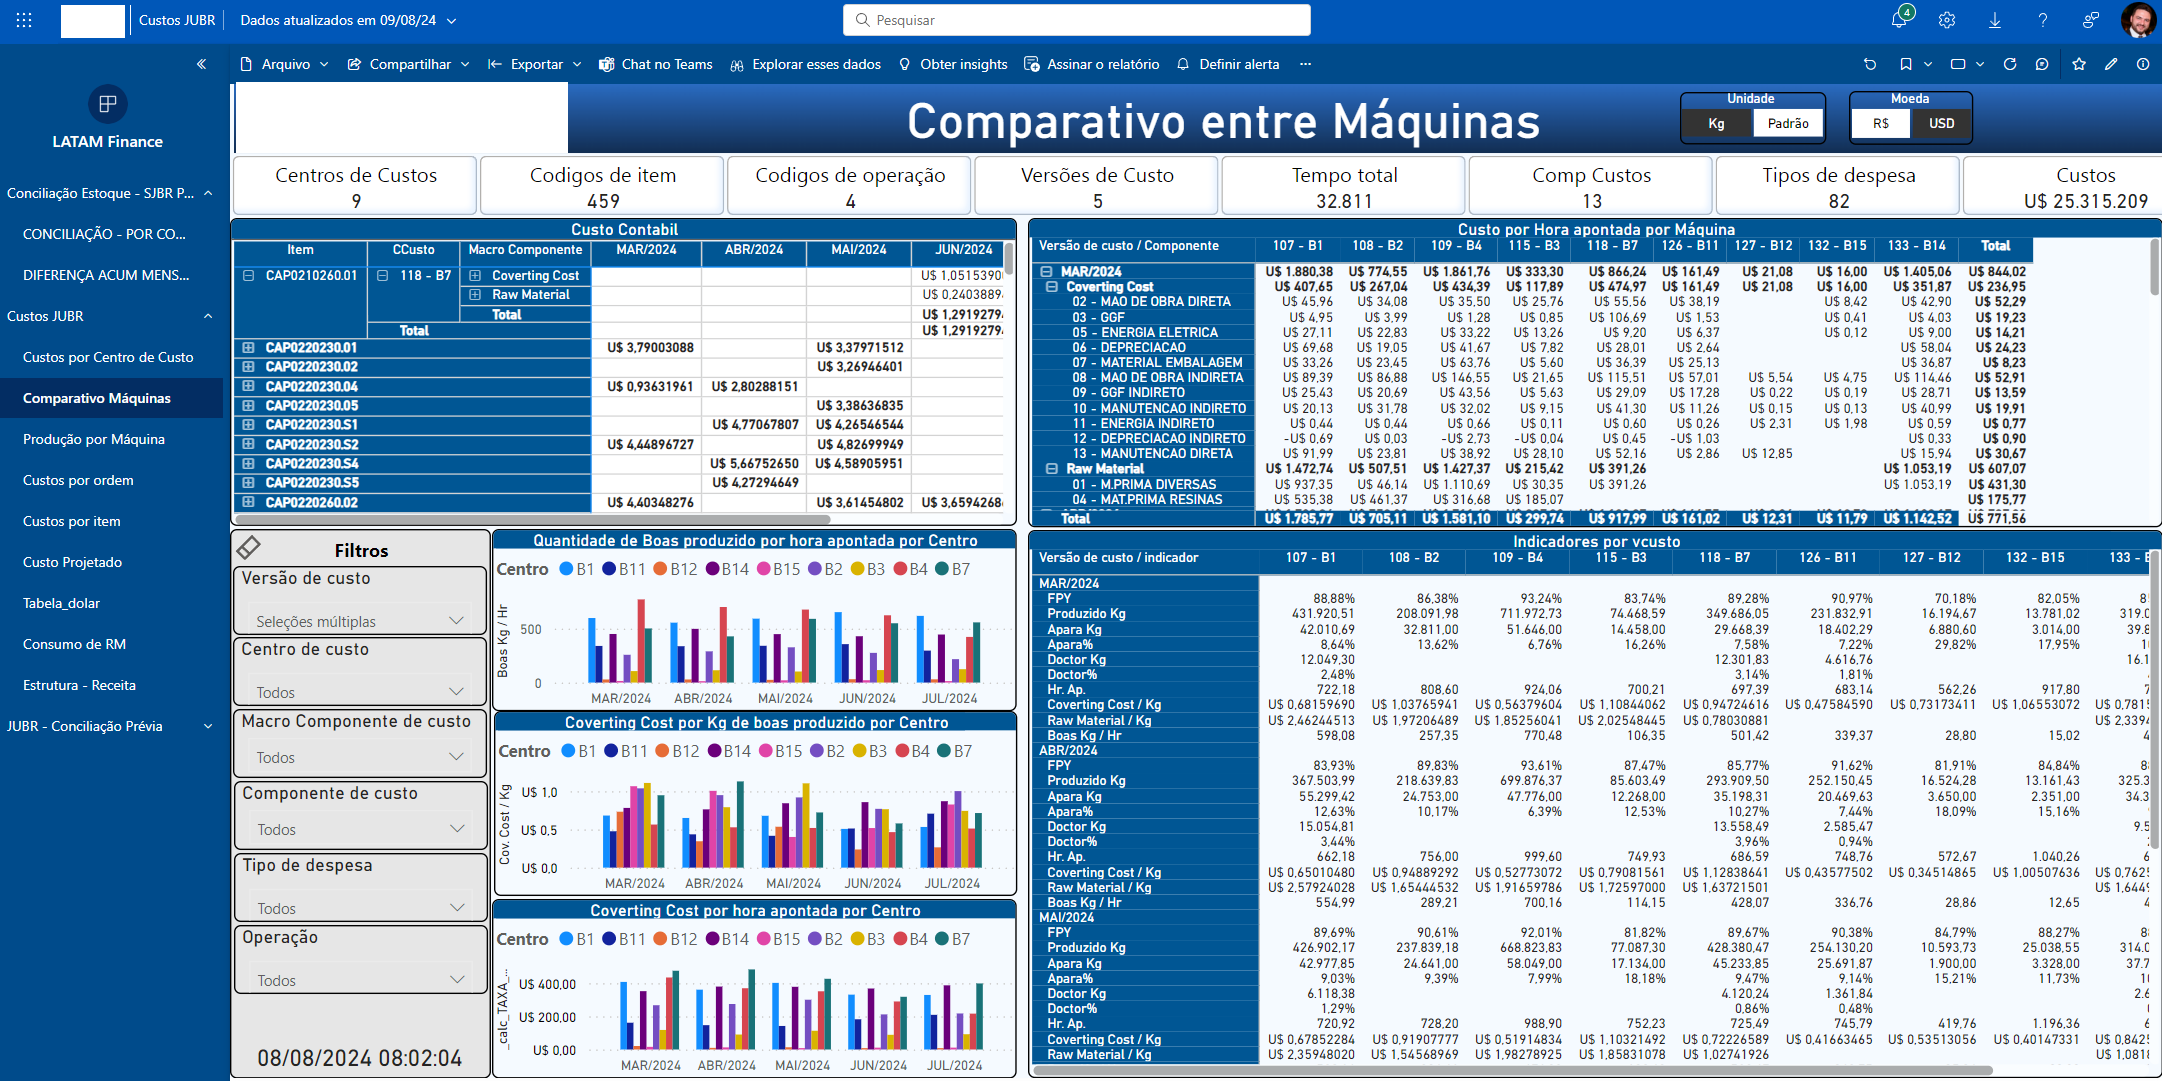 Custos JUBR
Dados atualizados em 09/08/24
Pesquisar
4
Arquivo
Compartilhar
Exportar
Chat no Teams
Explorar esses dados
Obter insights
Assinar o relatório
Definir alerta
LATAM Finance
Conciliação Estoque - SJBR P...
CONCILIAÇÃO - POR CO...
DIFERENÇA ACUM MENS...
Custos JUBR
Custos por Centro de Custo
Comparativo Máquinas
Produção por Máquina
Custos por ordem
Custos por item
Custo Projetado
Tabela_dolar
Consumo de RM
Estrutura - Receita
JUBR - Conciliação Prévia
Comparativo entre Máquinas
Unidade
Kg Padrão
Moeda
R$ USD
Centros de Custos
9
Codigos de item
459
Codigos de operação
4
Versões de Custo
5
Tempo total
32.811
Comp Custos
13
Tipos de despesa
82
Custos
U$ 25.315.209
Custo Contabil
Item CCusto Macro Componente MAR/2024 ABR/2024 MAI/2024 JUN/2024
CAP0210260.01 118 - B7 Coverting Cost U$ 1,0515390
Raw Material U$ 0,2403889
Total U$ 1,2919279
Total U$ 1,2919279
CAP0220230.01 U$ 3,79003088 U$ 3,37971512
CAP0220230.02 U$ 3,26946401
CAP0220230.04 U$ 0,93631961 U$ 2,80288151
CAP0220230.05 U$ 3,38636835
CAP0220230.S1 U$ 4,77067807 U$ 4,26546544
CAP0220230.S2 U$ 4,44896727 U$ 4,82699949
CAP0220230.S4 U$ 5,66752650 U$ 4,58905951
CAP0220230.S5 U$ 4,27294649
CAP0220260.02 U$ 4,40348276 U$ 3,61454802 U$ 3,6594268
Custo por Hora apontada por Máquina
Versão de custo / Componente 107 - B1 108 - B2 109 - B4 115 - B3 118 - B7 126 - B11 127 - B12 132 - B15 133 - B14 Total
MAR/2024 U$ 1.880,38 U$ 774,55 U$ 1.861,76 U$ 333,30 U$ 866,24 U$ 161,49 U$ 21,08 U$ 16,00 U$ 1.405,06 U$ 844,02
Coverting Cost U$ 407,65 U$ 267,04 U$ 434,39 U$ 117,89 U$ 474,97 U$ 161,49 U$ 21,08 U$ 16,00 U$ 351,87 U$ 236,95
02 - MAO DE OBRA DIRETA U$ 45,96 U$ 34,08 U$ 35,50 U$ 25,76 U$ 55,56 U$ 38,19 U$ 8,42 U$ 42,90 U$ 52,29
03 - GGF U$ 4,95 U$ 3,99 U$ 1,28 U$ 0,85 U$ 106,69 U$ 1,53 U$ 0,41 U$ 4,03 U$ 19,23
05 - ENERGIA ELETRICA U$ 27,11 U$ 22,83 U$ 33,22 U$ 13,26 U$ 9,20 U$ 6,37 U$ 0,12 U$ 9,00 U$ 14,21
06 - DEPRECIACAO U$ 69,68 U$ 19,05 U$ 41,67 U$ 7,82 U$ 28,01 U$ 2,64 U$ 58,04 U$ 24,23
07 - MATERIAL EMBALAGEM U$ 33,26 U$ 23,45 U$ 63,76 U$ 5,60 U$ 36,39 U$ 25,13 U$ 36,87 U$ 8,23
08 - MAO DE OBRA INDIRETA U$ 89,39 U$ 86,88 U$ 146,55 U$ 21,65 U$ 115,51 U$ 57,01 U$ 5,54 U$ 4,75 U$ 114,46 U$ 52,91
09 - GGF INDIRETO U$ 25,43 U$ 20,69 U$ 43,56 U$ 5,63 U$ 29,09 U$ 17,28 U$ 0,22 U$ 0,19 U$ 28,71 U$ 13,59
10 - MANUTENCAO INDIRETO U$ 20,13 U$ 31,78 U$ 32,02 U$ 9,15 U$ 41,30 U$ 11,26 U$ 0,15 U$ 0,13 U$ 40,99 U$ 19,91
11 - ENERGIA INDIRETO U$ 0,44 U$ 0,44 U$ 0,66 U$ 0,11 U$ 0,60 U$ 0,26 U$ 2,31 U$ 1,98 U$ 0,59 U$ 0,77
12 - DEPRECIACAO INDIRETO -U$ 0,69 U$ 0,03 -U$ 2,73 -U$ 0,04 U$ 0,45 -U$ 1,03 U$ 0,33 U$ 0,90
13 - MANUTENCAO DIRETA U$ 91,99 U$ 23,81 U$ 38,92 U$ 28,10 U$ 52,16 U$ 2,86 U$ 12,85 U$ 15,94 U$ 30,67
Raw Material U$ 1.472,74 U$ 507,51 U$ 1.427,37 U$ 215,42 U$ 391,26 U$ 1.053,19 U$ 607,07
01 - M.PRIMA DIVERSAS U$ 937,35 U$ 46,14 U$ 1.110,69 U$ 30,35 U$ 391,26 U$ 1.053,19 U$ 431,30
04 - MAT.PRIMA RESINAS U$ 535,38 U$ 461,37 U$ 316,68 U$ 185,07 U$ 175,77
Total U$ 1.785,77 U$ 705,11 U$ 1.581,10 U$ 299,74 U$ 917,99 U$ 161,02 U$ 12,31 U$ 11,79 U$ 1.142,52 U$ 771,56
Filtros
Versão de custo
Seleções múltiplas
Centro de custo
Todos
Macro Componente de custo
Todos
Componente de custo
Todos
Tipo de despesa
Todos
Operação
Todos
08/08/2024 08:02:04
Quantidade de Boas produzido por hora apontada por Centro
Centro B1 B11 B12 B14 B15 B2 B3 B4 B7
Boas Kg / Hr
500
0
MAR/2024 ABR/2024 MAI/2024 JUN/2024 JUL/2024
Coverting Cost por Kg de boas produzido por Centro
Centro B1 B11 B12 B14 B15 B2 B3 B4 B7
Cov. Cost / Kg
U$ 1,0
U$ 0,5
U$ 0,0
MAR/2024 ABR/2024 MAI/2024 JUN/2024 JUL/2024
Coverting Cost por hora apontada por Centro
Centro B1 B11 B12 B14 B15 B2 B3 B4 B7
_calc_TAXA_...
U$ 400,00
U$ 200,00
U$ 0,00
MAR/2024 ABR/2024 MAI/2024 JUN/2024 JUL/2024
Indicadores por vcusto
Versão de custo / indicador 107 - B1 108 - B2 109 - B4 115 - B3 118 - B7 126 - B11 127 - B12 132 - B15 133 - B
MAR/2024
FPY 88,88% 86,38% 93,24% 83,74% 89,28% 90,97% 70,18% 82,05% 8
Produzido Kg 431.920,51 208.091,98 711.972,73 74.468,59 349.686,05 231.832,91 16.194,67 13.781,02 319.0
Apara Kg 42.010,69 32.811,00 51.646,00 14.458,00 29.668,39 18.402,29 6.880,60 3.014,00 39.8
Apara% 8,64% 13,62% 6,76% 16,26% 7,58% 7,22% 29,82% 17,95% 1
Doctor Kg 12.049,30 12.301,83 4.616,76 16.1
Doctor% 2,48% 3,14% 1,81%
Hr. Ap. 722,18 808,60 924,06 700,21 697,39 683,14 562,26 917,80 7
Coverting Cost / Kg U$ 0,68159690 U$ 1,03765941 U$ 0,56379604 U$ 1,10844062 U$ 0,94724616 U$ 0,47584590 U$ 0,73173411 U$ 1,06553072 U$ 0,781
Raw Material / Kg U$ 2,46244513 U$ 1,97206489 U$ 1,85256041 U$ 2,02548445 U$ 0,78030881 U$ 2,339
Boas Kg / Hr 598,08 257,35 770,48 106,35 501,42 339,37 28,80 15,02 4
ABR/2024
FPY 83,93% 89,83% 93,61% 87,47% 85,77% 91,62% 81,91% 84,84% 8
Produzido Kg 367.503,99 218.639,83 699.876,37 85.603,49 293.909,50 252.150,45 16.524,28 13.161,43 325.3
Apara Kg 55.299,42 24.753,00 47.776,00 12.268,00 35.198,31 20.469,63 3.650,00 2.351,00 34.3
Apara% 12,63% 10,17% 6,39% 12,53% 10,27% 7,44% 18,09% 15,16%
Doctor Kg 15.054,81 13.558,49 2.585,47 9.5
Doctor% 3,44% 3,96% 0,94%
Hr. Ap. 662,18 756,00 999,60 749,93 686,59 748,76 572,67 1.040,26 6
Coverting Cost / Kg U$ 0,65010480 U$ 0,94889292 U$ 0,52773072 U$ 0,79081561 U$ 1,12838641 U$ 0,43577502 U$ 0,34514865 U$ 1,00507636 U$ 0,762
Raw Material / Kg U$ 2,57924028 U$ 1,65444532 U$ 1,91659786 U$ 1,72597000 U$ 1,63721501 U$ 1,644
Boas Kg / Hr 554,99 289,21 700,16 114,15 428,07 336,76 28,86 12,65 4
MAI/2024
FPY 89,69% 90,61% 92,01% 81,82% 89,67% 90,38% 84,79% 88,27% 8
Produzido Kg 426.902,17 237.839,18 668.823,83 77.087,30 428.380,47 254.130,20 10.593,73 25.038,55 314.0
Apara Kg 42.977,85 24.641,00 58.049,00 17.134,00 45.233,85 25.691,87 1.900,00 3.328,00 37.7
Apara% 9,03% 9,39% 7,99% 18,18% 9,47% 9,14% 15,21% 11,73% 1
Doctor Kg 6.118,38 4.120,24 1.361,84 2.6
Doctor% 1,29% 0,86% 0,48%
Hr. Ap. 720,92 728,20 988,90 752,23 725,49 745,79 419,76 1.196,36 6
Coverting Cost / Kg U$ 0,67852284 U$ 0,91907777 U$ 0,51914834 U$ 1,10321492 U$ 0,72226589 U$ 0,41663465 U$ 0,53513056 U$ 0,40147331 U$ 0,842
Raw Material / Kg U$ 2,35948020 U$ 1,54568969 U$ 1,98278925 U$ 1,85831078 U$ 1,02741926 U$ 1,081